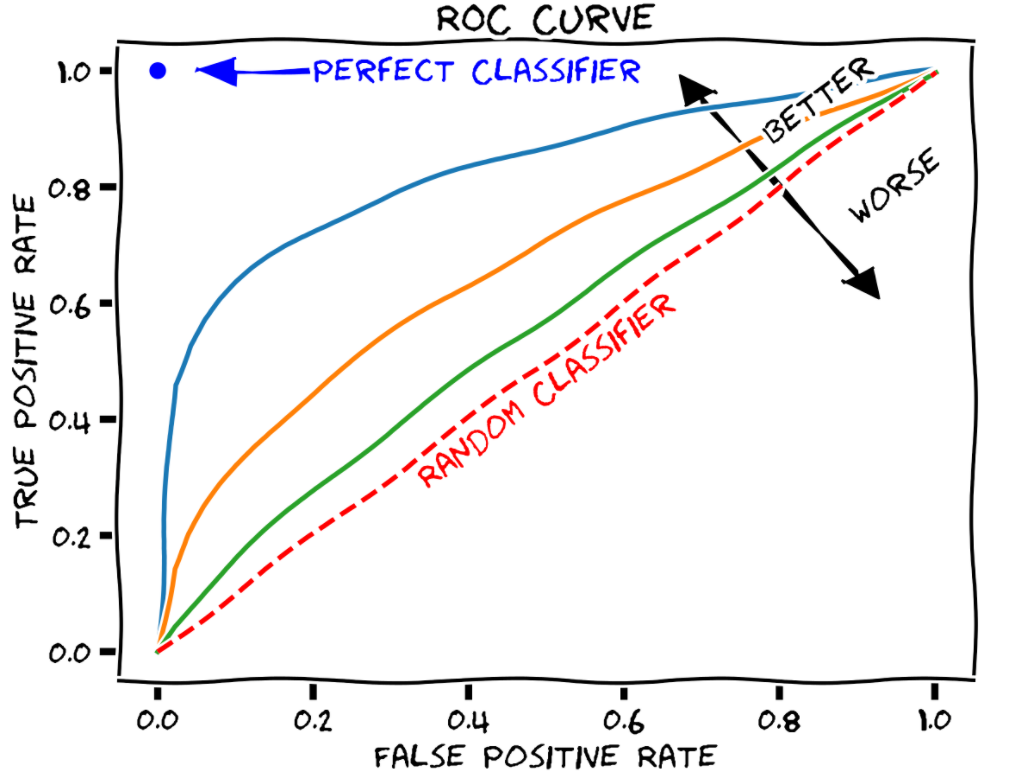 ROC CURVE
PERFECT CLASSIFIER
BETTER
WORSE
RANDOM CLASSIFIER
TRUE POSITIVE RATE
1.0
0.8
0.6
0.4
0.2
0.0
0.0 0.2 0.4 0.6 0.8 1.0
FALSE POSITIVE RATE